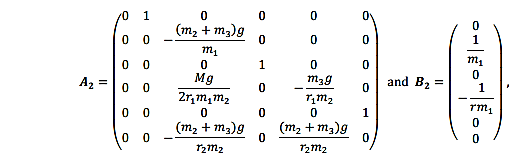 A₂ = ( 0 1 0 0 0 0
0 0 −(m₂ + m₃)g/m₁ 0 0 0
0 0 0 1 0 0
0 0 Mg/2r₁m₁m₂ 0 −m₃g/r₁m₂ 0
0 0 0 0 0 1
0 0 −(m₂ + m₃)g/r₂m₂ 0 (m₂ + m₃)g/r₂m₂ 0 )
and B₂ = ( 0
1/m₁
0
−1/rm₁
0
0 ) ,